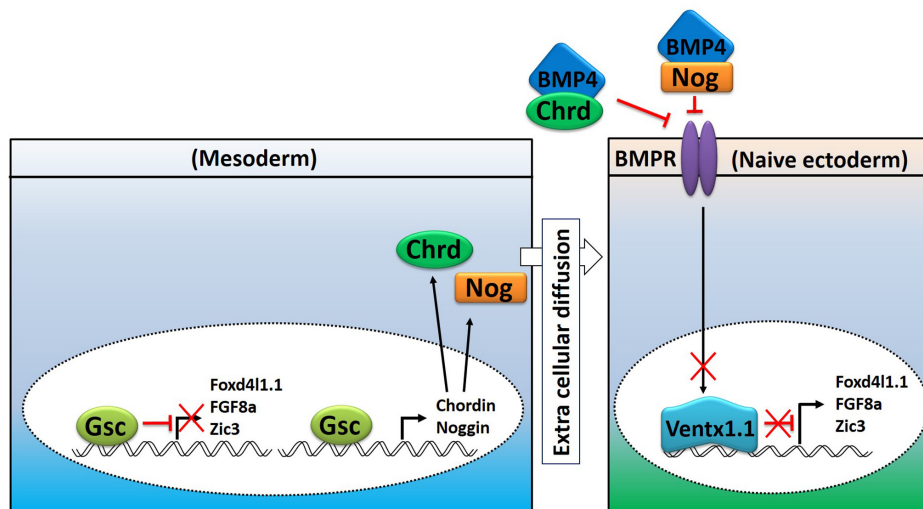 BMP4
Nog
BMP4
Chrd
(Mesoderm)
BMPR
(Naive ectoderm)
Chrd
Nog
Extra cellular diffusion
Foxd4l1.1
FGF8a
Zic3
Gsc
Gsc
Chordin
Noggin
Foxd4l1.1
FGF8a
Zic3
Ventx1.1